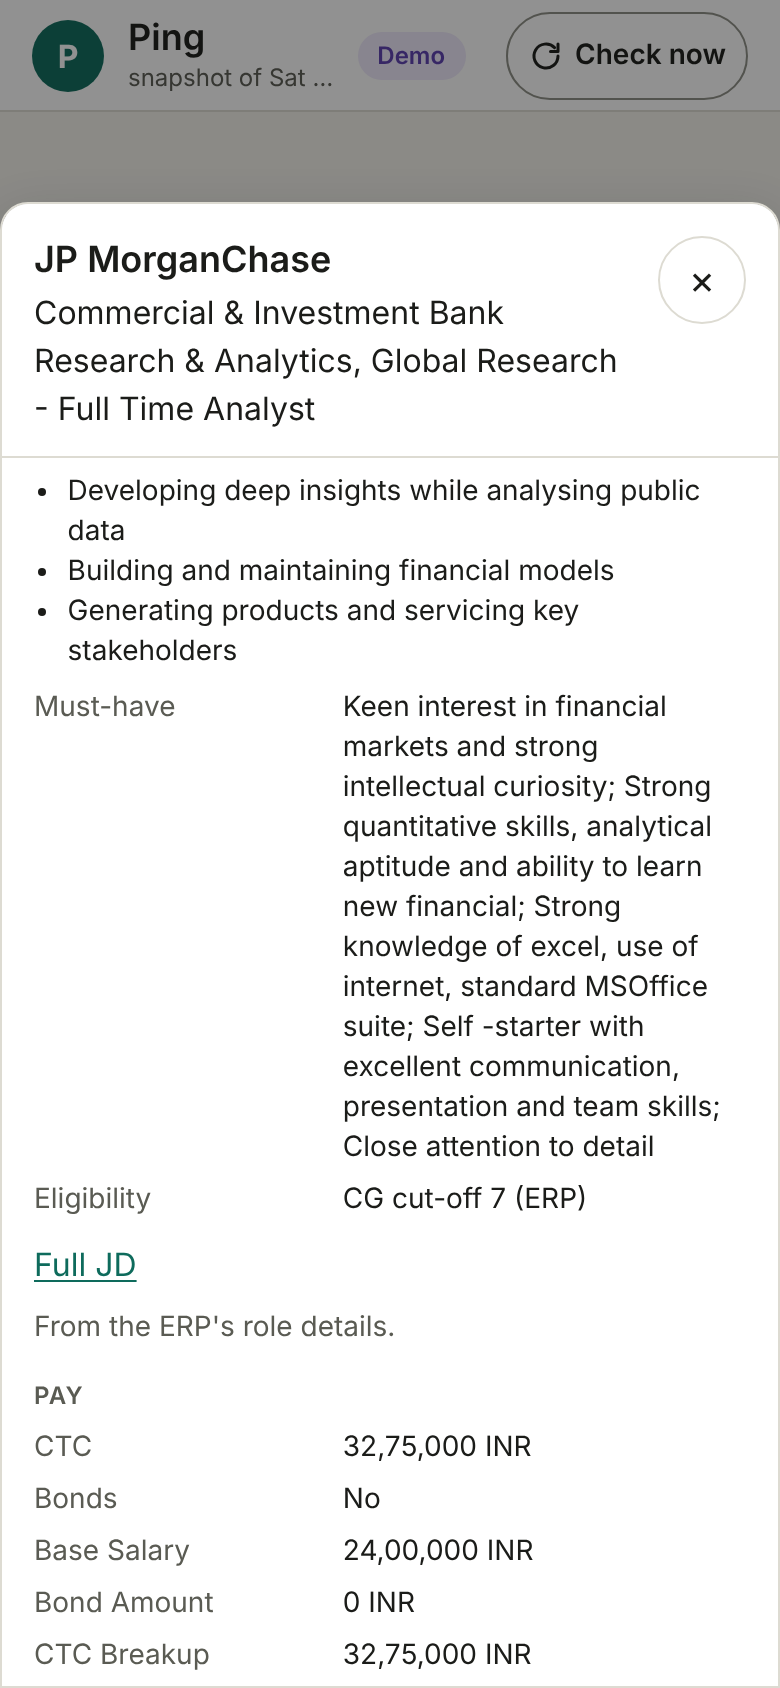 P
Ping
snapshot of Sat ...
Demo
Check now
JP MorganChase
Commercial & Investment Bank
Research & Analytics, Global Research
- Full Time Analyst
• Developing deep insights while analysing public
data
• Building and maintaining financial models
• Generating products and servicing key
stakeholders
Must-have
Keen interest in financial
markets and strong
intellectual curiosity; Strong
quantitative skills, analytical
aptitude and ability to learn
new financial; Strong
knowledge of excel, use of
internet, standard MSOffice
suite; Self -starter with
excellent communication,
presentation and team skills;
Close attention to detail
Eligibility CG cut-off 7 (ERP)
Full JD
From the ERP's role details.
PAY
CTC 32,75,000 INR
Bonds No
Base Salary 24,00,000 INR
Bond Amount 0 INR
CTC Breakup 32,75,000 INR